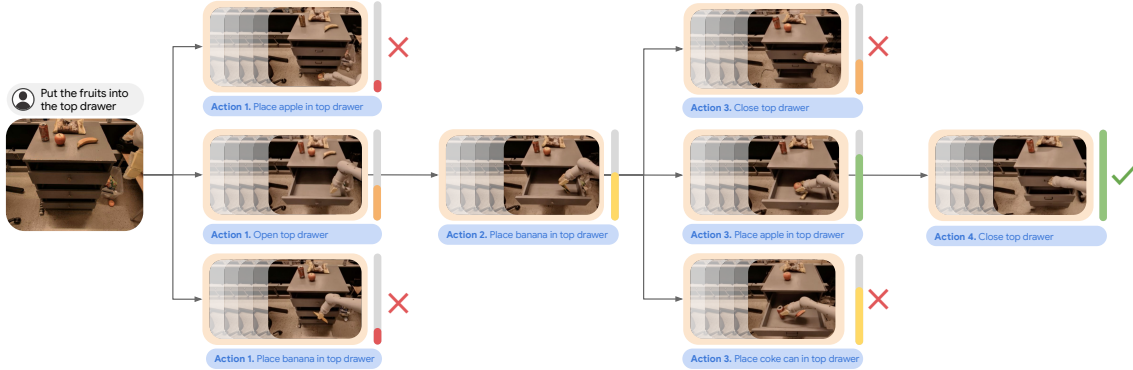 Put the fruits into
the top drawer
Action 1. Place apple in top drawer
Action 1. Open top drawer
Action 1. Place banana in top drawer
Action 2. Place banana in top drawer
Action 3. Close top drawer
Action 3. Place apple in top drawer
Action 3. Place coke can in top drawer
Action 4. Close top drawer